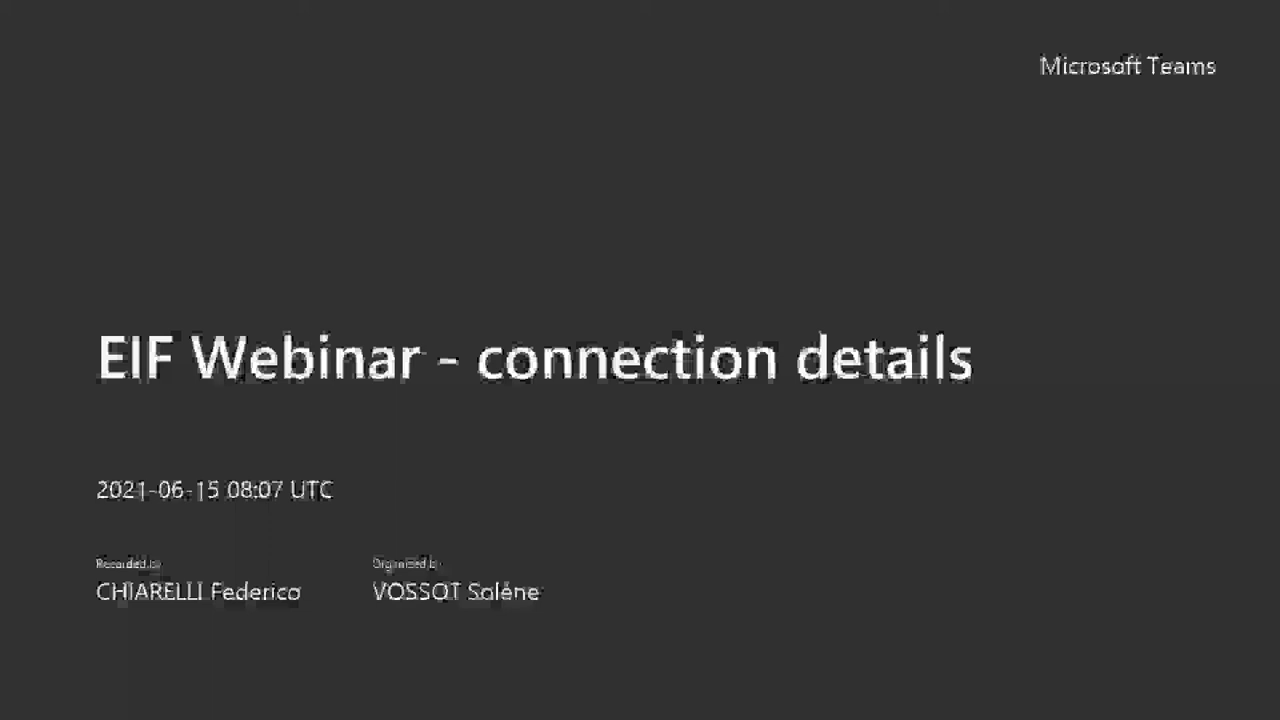 Microsoft Teams
EIF Webinar - connection details
2021-06-15 08:07 UTC
Recorded by
Organized by
CHIARELLI Federico
VOSSOT Solène